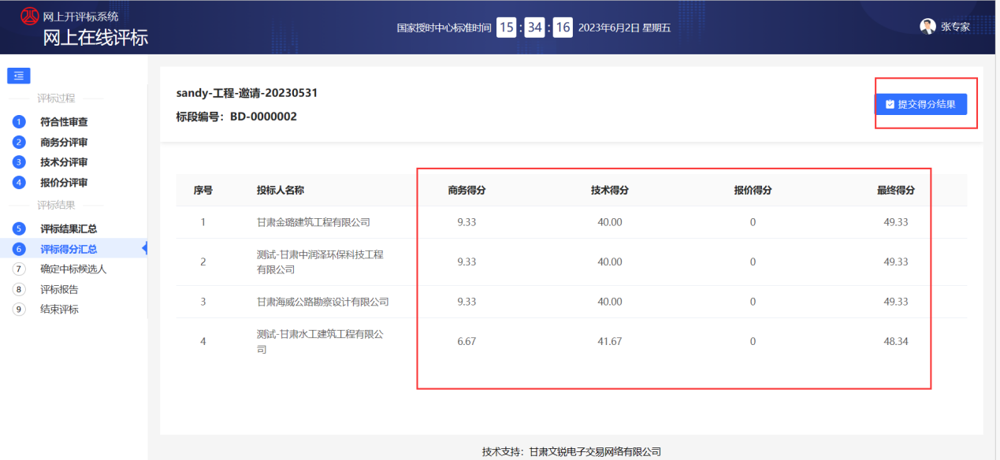 网上开评标系统
网上在线评标
国家授时中心标准时间 15 : 34 : 16 2023年6月2日 星期五
张专家
评标过程
1 符合性审查
2 商务分评审
3 技术分评审
4 报价分评审
评标结果
5 评标结果汇总
6 评标得分汇总
7 确定中标候选人
8 评标报告
9 结束评标
sandy-工程-邀请-20230531
标段编号：BD-0000002
提交得分结果
序号 投标人名称 商务得分 技术得分 报价得分 最终得分
1 甘肃金璐建筑工程有限公司 9.33 40.00 0 49.33
2 测试-甘肃中润泽环保科技工程
有限公司 9.33 40.00 0 49.33
3 甘肃海威公路勘察设计有限公司 9.33 40.00 0 49.33
4 测试-甘肃水工建筑工程有限公
司 6.67 41.67 0 48.34
技术支持：甘肃文锐电子交易网络有限公司